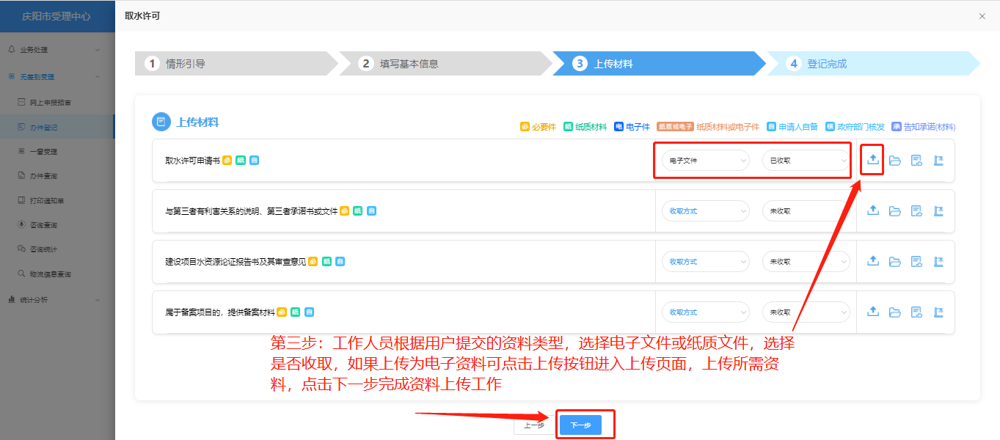 庆阳市受理中心
取水许可
业务处理
无差别受理
网上申报预审
办件登记
一窗受理
办件查询
打印通知单
咨询查询
咨询统计
物流信息查询
统计分析
1 情形引导
2 填写基本信息
3 上传材料
4 登记完成
上传材料
必 必要件 纸 纸质材料 电 电子件 纸质或电子 纸质材料或电子件 自 申请人自备 核 政府部门核发 承 告知承诺(材料)
取水许可申请书 必 纸 自 电子文件 已收取
与第三者有利害关系的说明、第三者承诺书或文件 必 纸 自 收取方式 未收取
建设项目水资源论证报告书及其审查意见 必 纸 自 收取方式 未收取
属于备案项目的，提供备案材料 必 纸 自 收取方式 未收取
第三步：工作人员根据用户提交的资料类型，选择电子文件或纸质文件，选择
是否收取，如果上传为电子资料可点击上传按钮进入上传页面，上传所需资
料，点击下一步完成资料上传工作
上一步
下一步